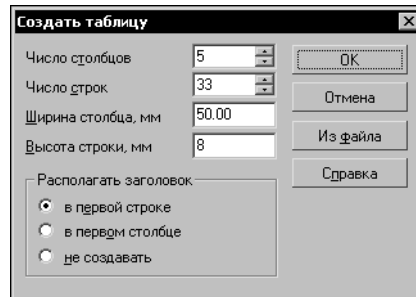 Создать таблицу
Число столбцов 5
Число строк 33
Ширина столбца, мм 50.00
Высота строки, мм 8
Располагать заголовок
в первой строке
в первом столбце
не создавать
OK
Отмена
Из файла
Справка